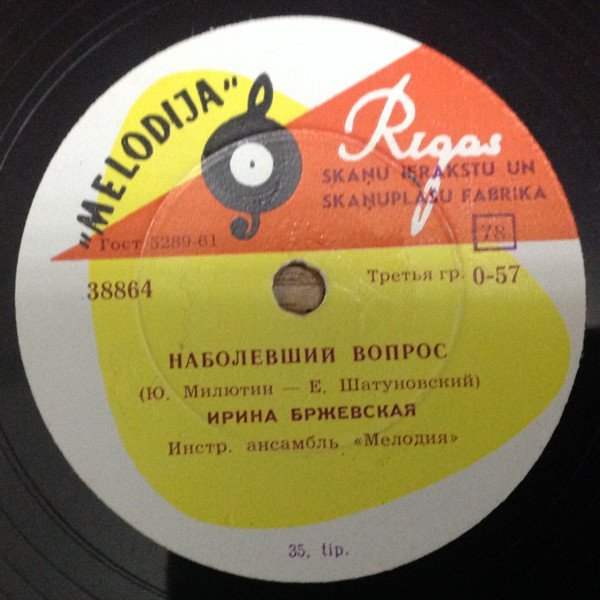 „MELODIJA"
Rīgas
SKAŅU IERAKSTU UN
SKAŅUPLAŠU FABRIKA
Гост 5289-61
78
38864
Третья гр. 0-57
НАБОЛЕВШИЙ ВОПРОС
(Ю. Милютин — Е. Шатуновский)
ИРИНА БРЖЕВСКАЯ
Инстр. ансамбль «Мелодия»
35. tip.